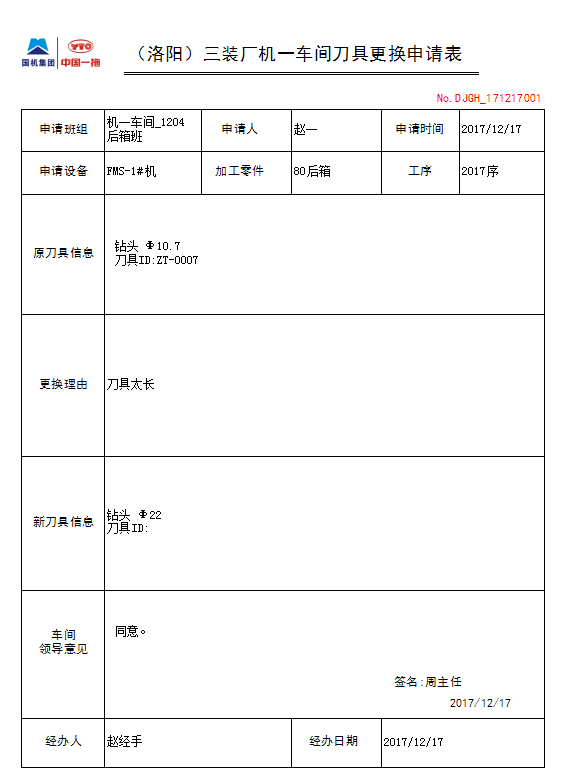 国机集团
YTO
中国一拖
（洛阳）三装厂机一车间刀具更换申请表
No.DJGH_171217001
申请班组
机一车间_1204
后箱班
申请人
赵一
申请时间
2017/12/17
申请设备
FMS-1#机
加工零件
80后箱
工序
2017序
原刀具信息
钻头 Φ10.7
刀具ID:ZT-0007
更换理由
刀具太长
新刀具信息
钻头 Φ22
刀具ID:
车间
领导意见
同意。
签名:周主任
2017/12/17
经办人
赵经手
经办日期
2017/12/17